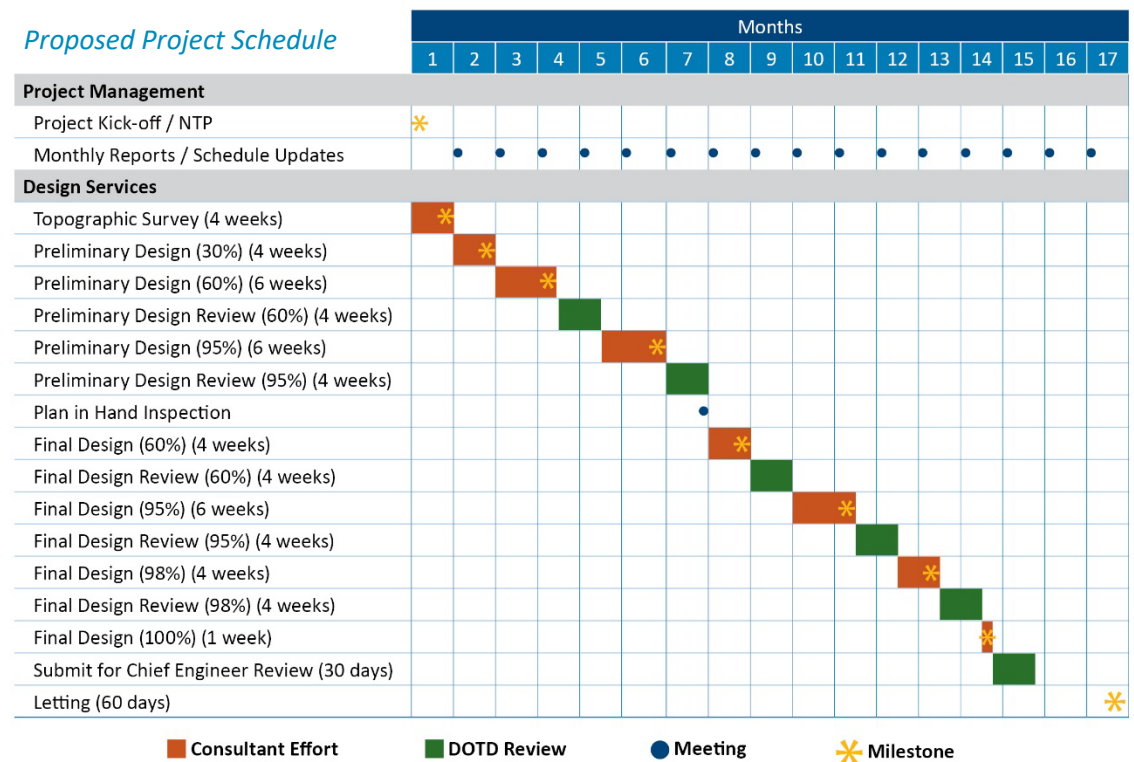 Proposed Project Schedule
Months
1 2 3 4 5 6 7 8 9 10 11 12 13 14 15 16 17
Project Management
Project Kick-off / NTP
Monthly Reports / Schedule Updates
Design Services
Topographic Survey (4 weeks)
Preliminary Design (30%) (4 weeks)
Preliminary Design (60%) (6 weeks)
Preliminary Design Review (60%) (4 weeks)
Preliminary Design (95%) (6 weeks)
Preliminary Design Review (95%) (4 weeks)
Plan in Hand Inspection
Final Design (60%) (4 weeks)
Final Design Review (60%) (4 weeks)
Final Design (95%) (6 weeks)
Final Design Review (95%) (4 weeks)
Final Design (98%) (4 weeks)
Final Design Review (98%) (4 weeks)
Final Design (100%) (1 week)
Submit for Chief Engineer Review (30 days)
Letting (60 days)
Consultant Effort DOTD Review Meeting Milestone